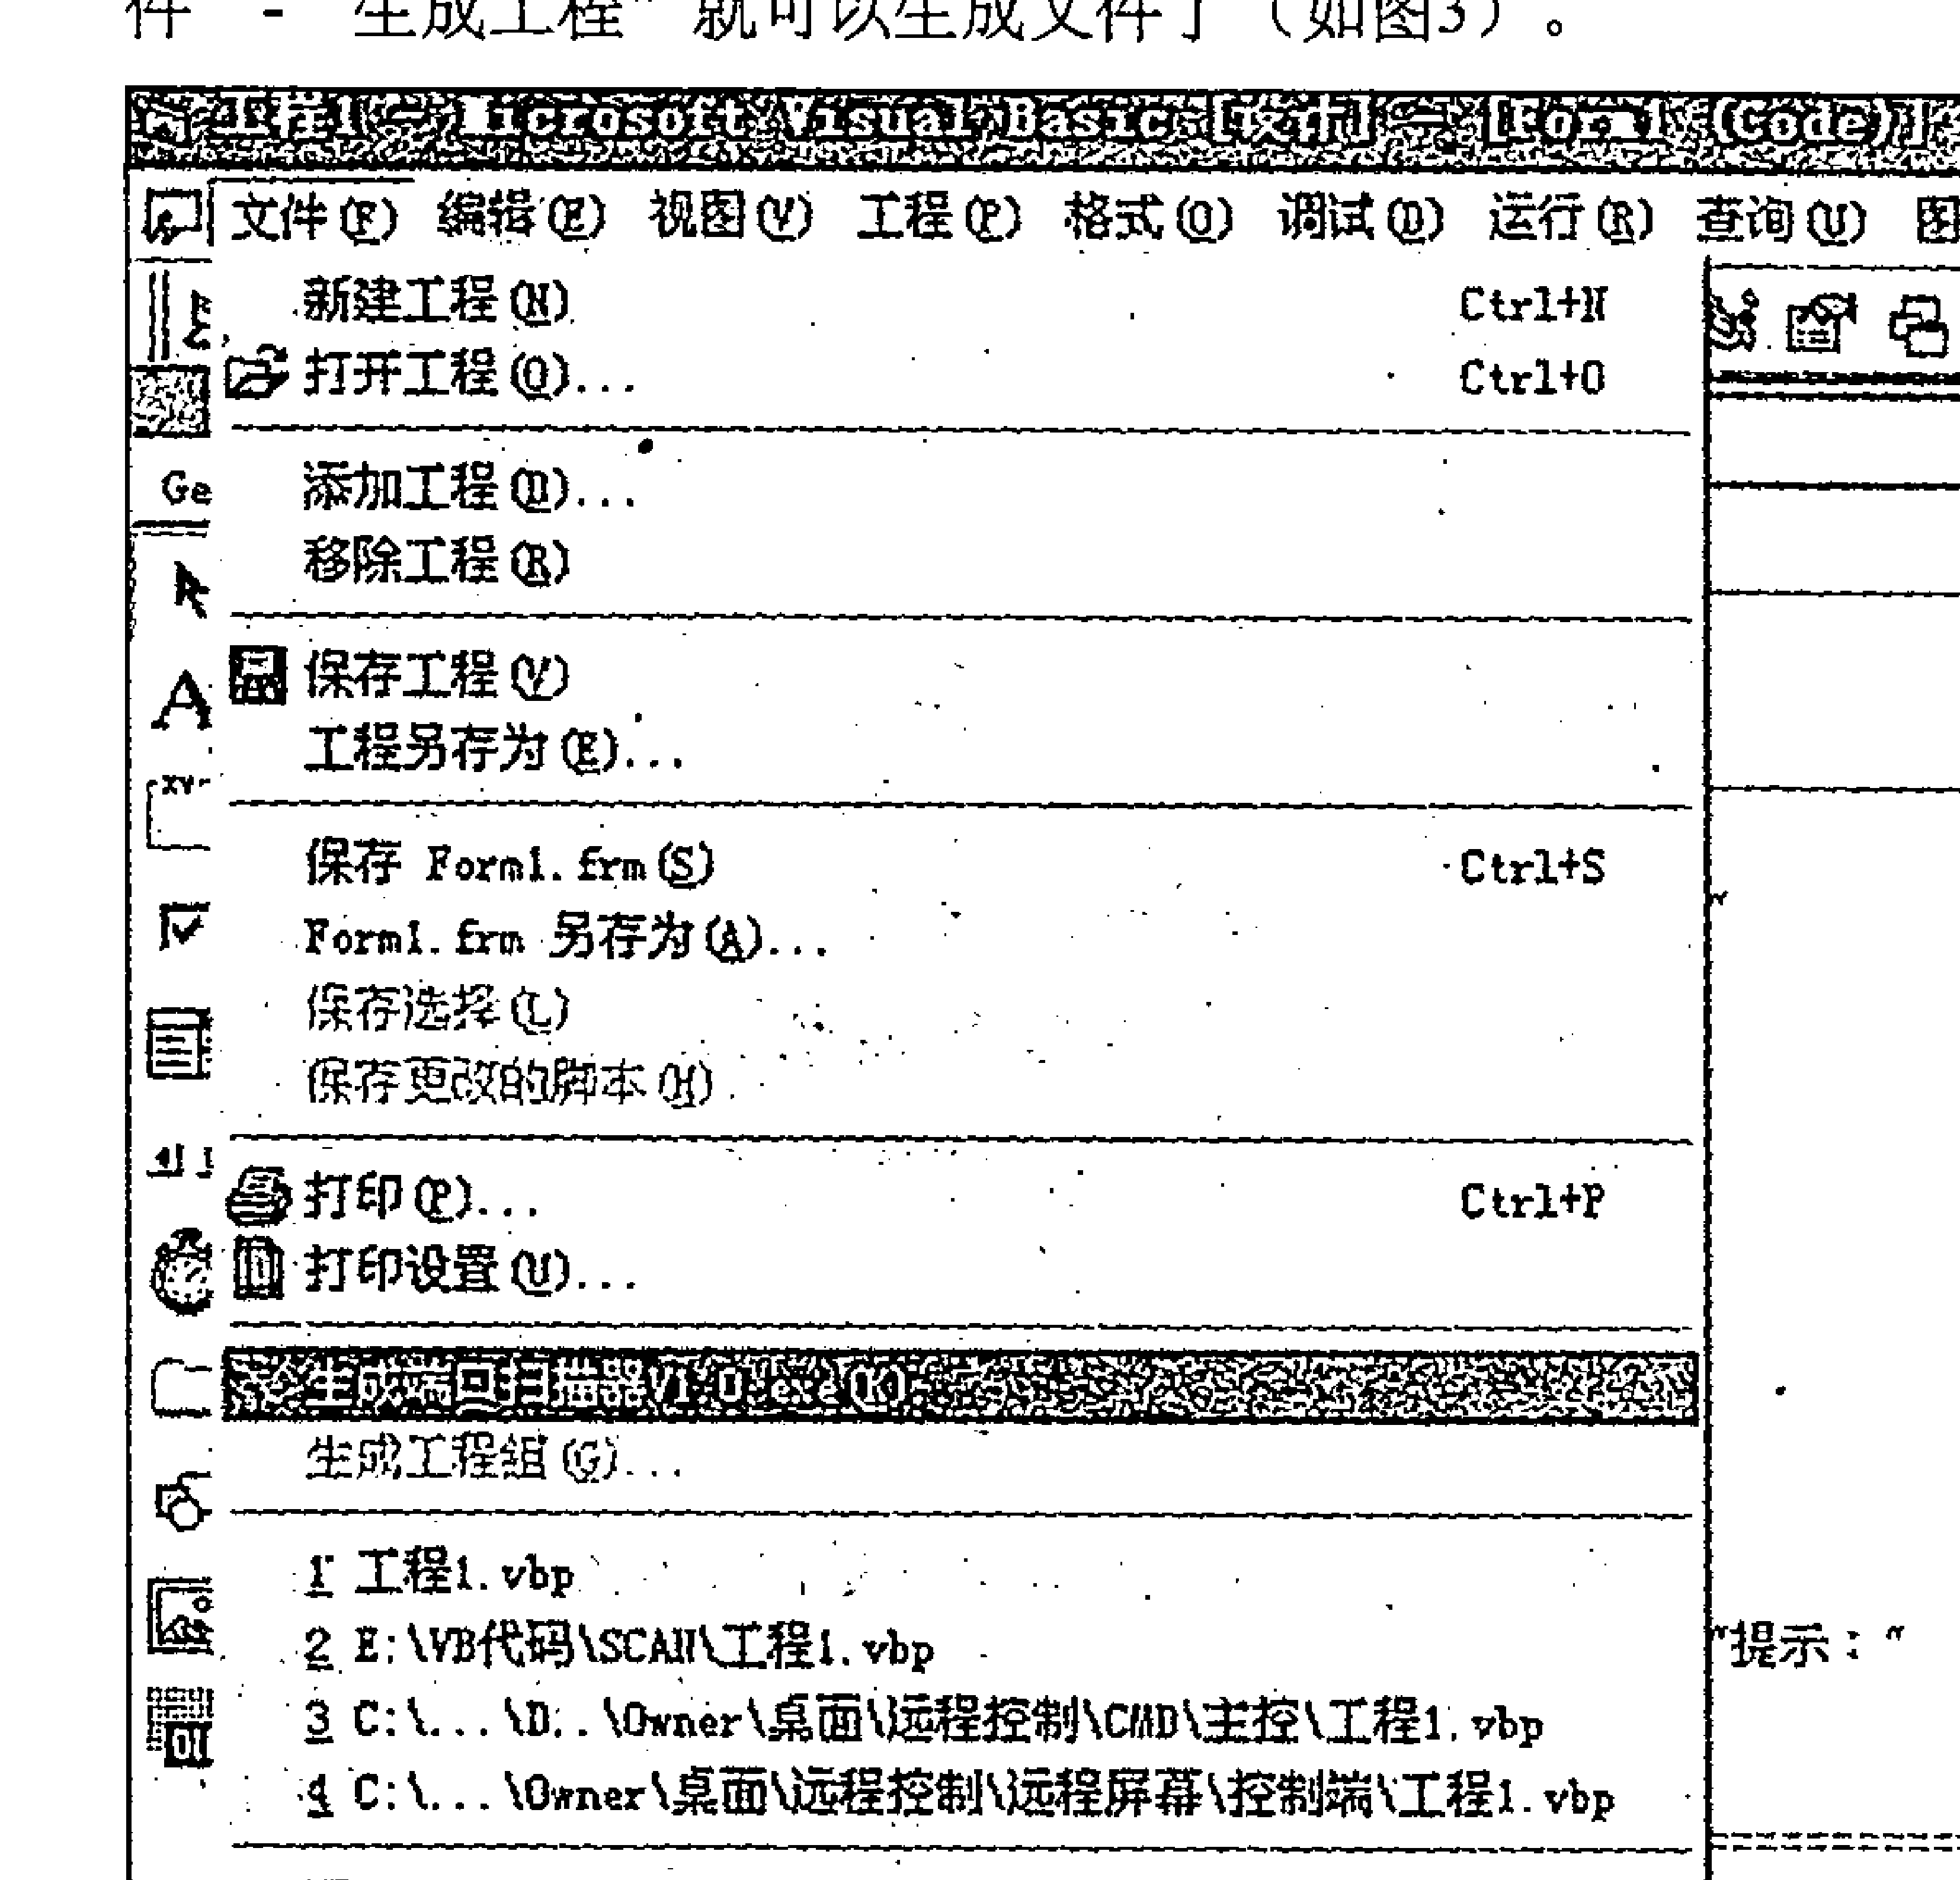 件 - 生成工程”就可以生成文件了（如图3）。
工程1 - Microsoft Visual Basic [设计] - [Form1 (Code)]
文件(F) 编辑(E) 视图(V) 工程(P) 格式(O) 调试(D) 运行(R) 查询(U) 图
新建工程(N) Ctrl+N
打开工程(O)... Ctrl+O
Ge
添加工程(D)...
移除工程(R)
保存工程(V)
A
工程另存为(E)...
xv
保存 Form1.frm(S) Ctrl+S
Form1.frm 另存为(A)...
保存选择(L)
保存更改的脚本(H)
打印(P)... Ctrl+P
打印设置(U)...
生成端口扫描器V1.0.exe(K)...
生成工程组(G)...
1 工程1.vbp
2 E:\VB代码\SCAN\工程1.vbp
"提示："
3 C:\...\D..\Owner\桌面\远程控制\CMD\主控\工程1.vbp
4 C:\...\Owner\桌面\远程控制\远程屏幕\控制端\工程1.vbp